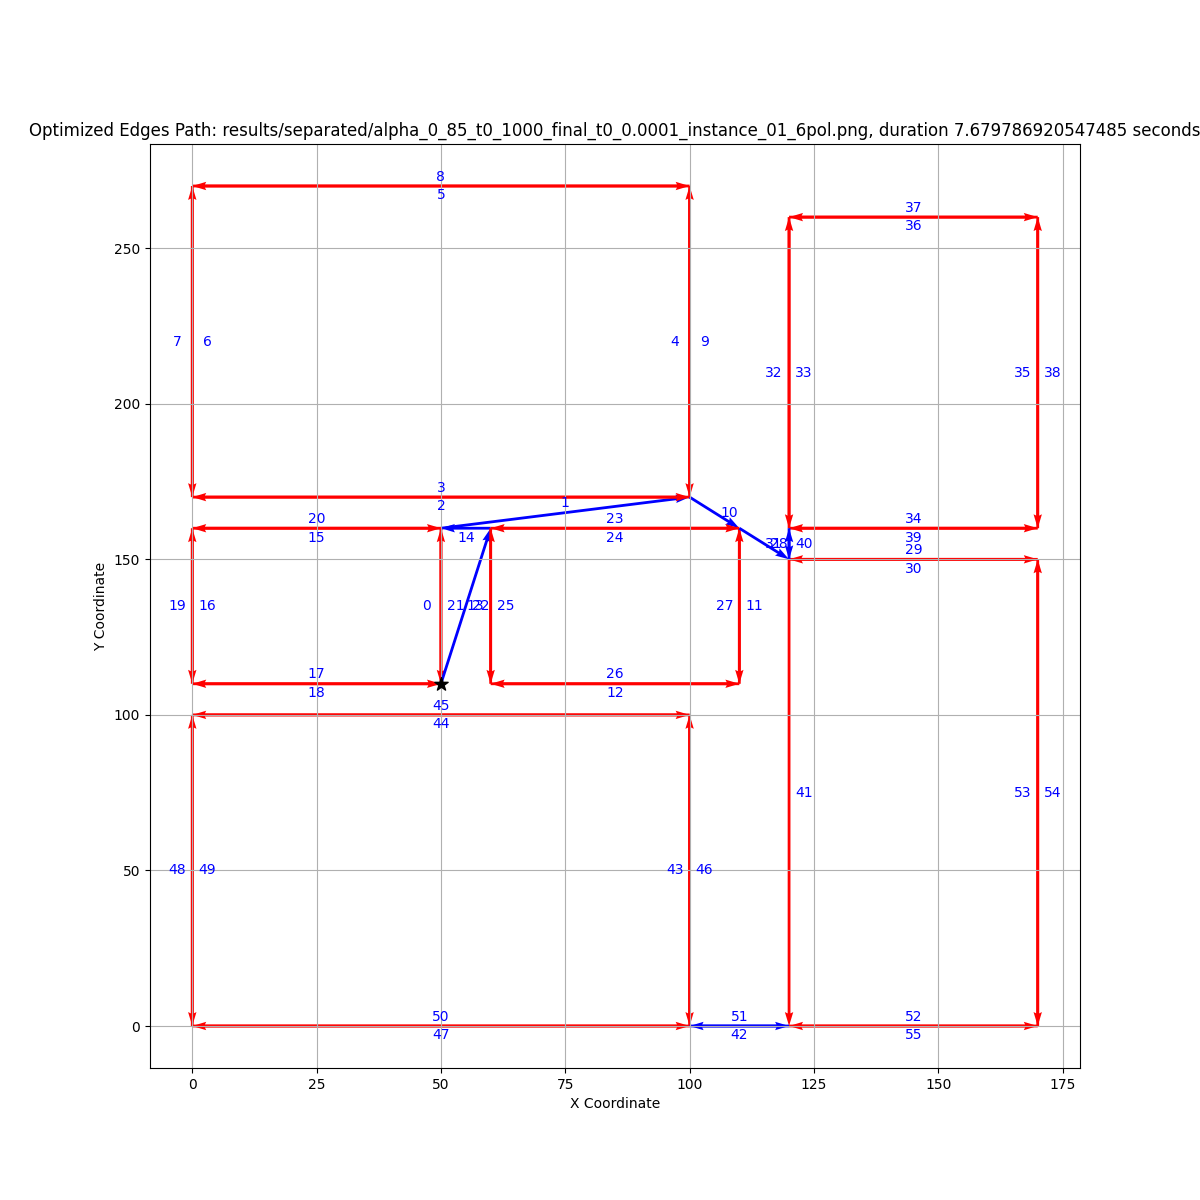 Optimized Edges Path: results/separated/alpha_0_85_t0_1000_final_t0_0.0001_instance_01_6pol.png, duration 7.679786920547485 seconds
8
5
37
36
250
7 6 4 9
32 33 35 38
200
3
2
1
10
20 23 34
15 14 24 39
40
29
150
30
19 16 0 21 25 27 11
17 26
18 12
45
100
44
41 53 54
48 49 43 46
50
50 51 52
0
47 42 55
0 25 50 75 100 125 150 175
X Coordinate
Y Coordinate